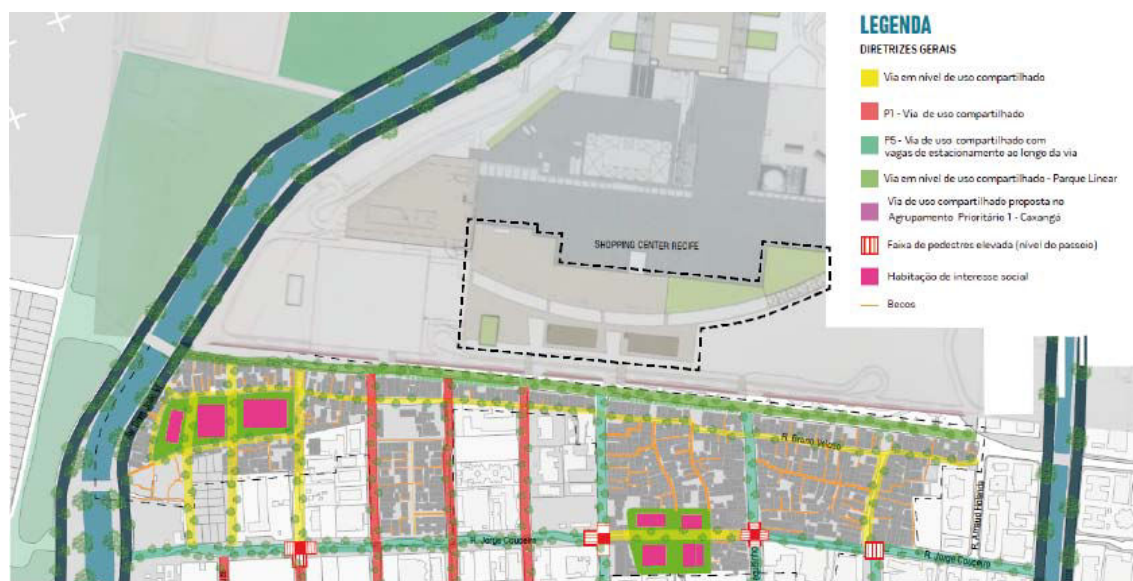 LEGENDA
DIRETRIZES GERAIS
Via em nível de uso compartilhado
P1 - Via de uso compartilhado
P5 - Via de uso compartilhado com
vagas de estacionamento ao longo da via
Via em nível de uso compartilhado - Parque Linear
Via de uso compartilhado proposta no
Agrupamento Prioritário 1 - Caxangá
Faixa de pedestres elevada (nível do passeio)
Habitação de interesse social
Becos
SHOPPING CENTER RECIFE
R. Bruno Veloso
R. Jorge Couceiro
R. Jorge Couceiro